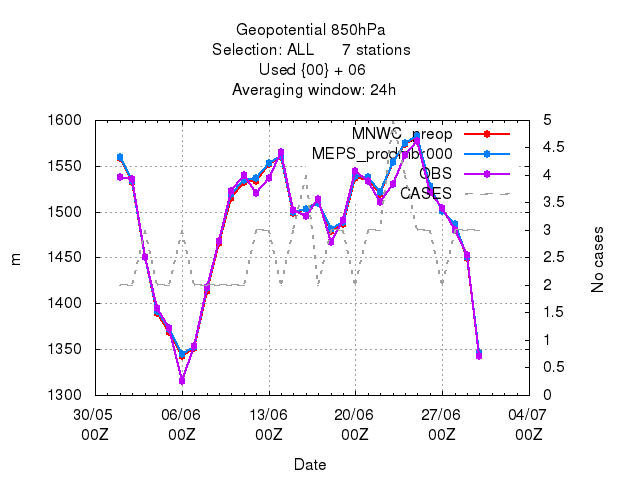 Geopotential 850hPa
Selection: ALL 7 stations
Used {00} + 06
Averaging window: 24h
MNWC_preop
MEPS_prod
000
OBS
CASES
m
No cases
1600
1550
1500
1450
1400
1350
1300
5
4.5
4
3.5
3
2.5
2
1.5
1
0.5
0
30/05 06/06 13/06 20/06 27/06 04/07
00Z 00Z 00Z 00Z 00Z 00Z
Date